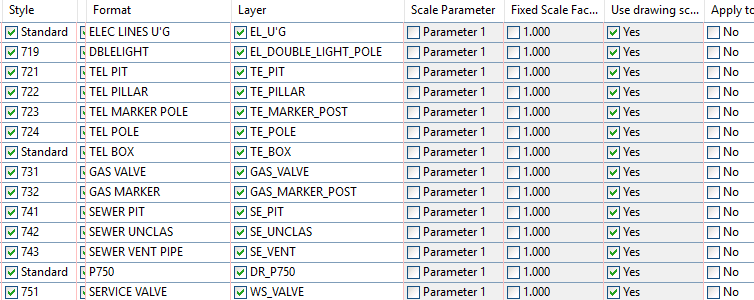 Style Format Layer Scale Parameter Fixed Scale Fac... Use drawing sc... Apply to
Standard ELEC LINES U'G EL_U'G Parameter 1 1.000 Yes No
719 DBLELIGHT EL_DOUBLE_LIGHT_POLE Parameter 1 1.000 Yes No
721 TEL PIT TE_PIT Parameter 1 1.000 Yes No
722 TEL PILLAR TE_PILLAR Parameter 1 1.000 Yes No
723 TEL MARKER POLE TE_MARKER_POST Parameter 1 1.000 Yes No
724 TEL POLE TE_POLE Parameter 1 1.000 Yes No
Standard TEL BOX TE_BOX Parameter 1 1.000 Yes No
731 GAS VALVE GAS_VALVE Parameter 1 1.000 Yes No
732 GAS MARKER GAS_MARKER_POST Parameter 1 1.000 Yes No
741 SEWER PIT SE_PIT Parameter 1 1.000 Yes No
742 SEWER UNCLAS SE_UNCLAS Parameter 1 1.000 Yes No
743 SEWER VENT PIPE SE_VENT Parameter 1 1.000 Yes No
Standard P750 DR_P750 Parameter 1 1.000 Yes No
751 SERVICE VALVE WS_VALVE Parameter 1 1.000 Yes No